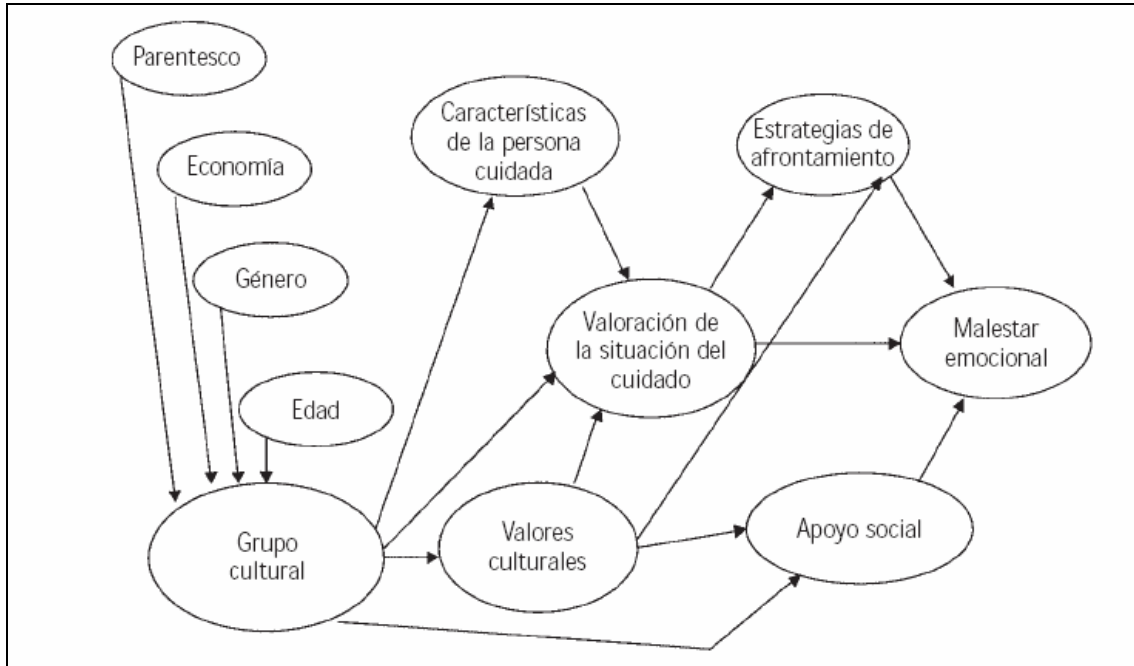 Parentesco
Economía
Género
Edad
Grupo
cultural
Características
de la persona
cuidada
Valoración de
la situación del
cuidado
Valores
culturales
Estrategias de
afrontamiento
Malestar
emocional
Apoyo social